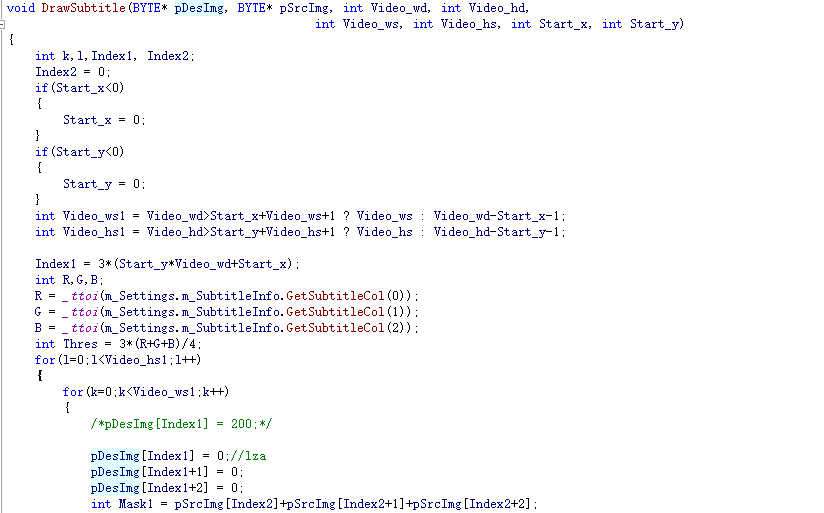 void DrawSubtitle(BYTE* pDesImg, BYTE* pSrcImg, int Video_wd, int Video_hd,
int Video_ws, int Video_hs, int Start_x, int Start_y)
{
int k,l,Index1, Index2;
Index2 = 0;
if(Start_x<0)
{
Start_x = 0;
}
if(Start_y<0)
{
Start_y = 0;
}
int Video_ws1 = Video_wd>Start_x+Video_ws+1 ? Video_ws : Video_wd-Start_x-1;
int Video_hs1 = Video_hd>Start_y+Video_hs+1 ? Video_hs : Video_hd-Start_y-1;
Index1 = 3*(Start_y*Video_wd+Start_x);
int R,G,B;
R = _ttoi(m_Settings.m_SubtitleInfo.GetSubtitleCol(0));
G = _ttoi(m_Settings.m_SubtitleInfo.GetSubtitleCol(1));
B = _ttoi(m_Settings.m_SubtitleInfo.GetSubtitleCol(2));
int Thres = 3*(R+G+B)/4;
for(l=0;l<Video_hs1;l++)
{
for(k=0;k<Video_ws1;k++)
{
/*pDesImg[Index1] = 200;*/
pDesImg[Index1] = 0;//lza
pDesImg[Index1+1] = 0;
pDesImg[Index1+2] = 0;
int Mask1 = pSrcImg[Index2]+pSrcImg[Index2+1]+pSrcImg[Index2+2];